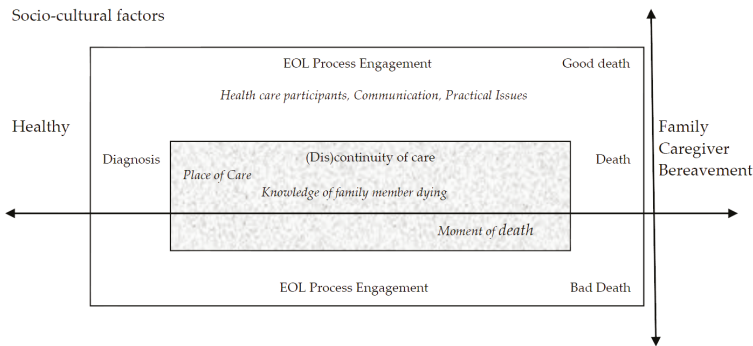 Socio-cultural factors
EOL Process Engagement
Good death
Health care participants, Communication, Practical Issues
Healthy
Family
Caregiver
Bereavement
Diagnosis
(Dis)continuity of care
Death
Place of Care
Knowledge of family member dying
Moment of death
EOL Process Engagement
Bad Death